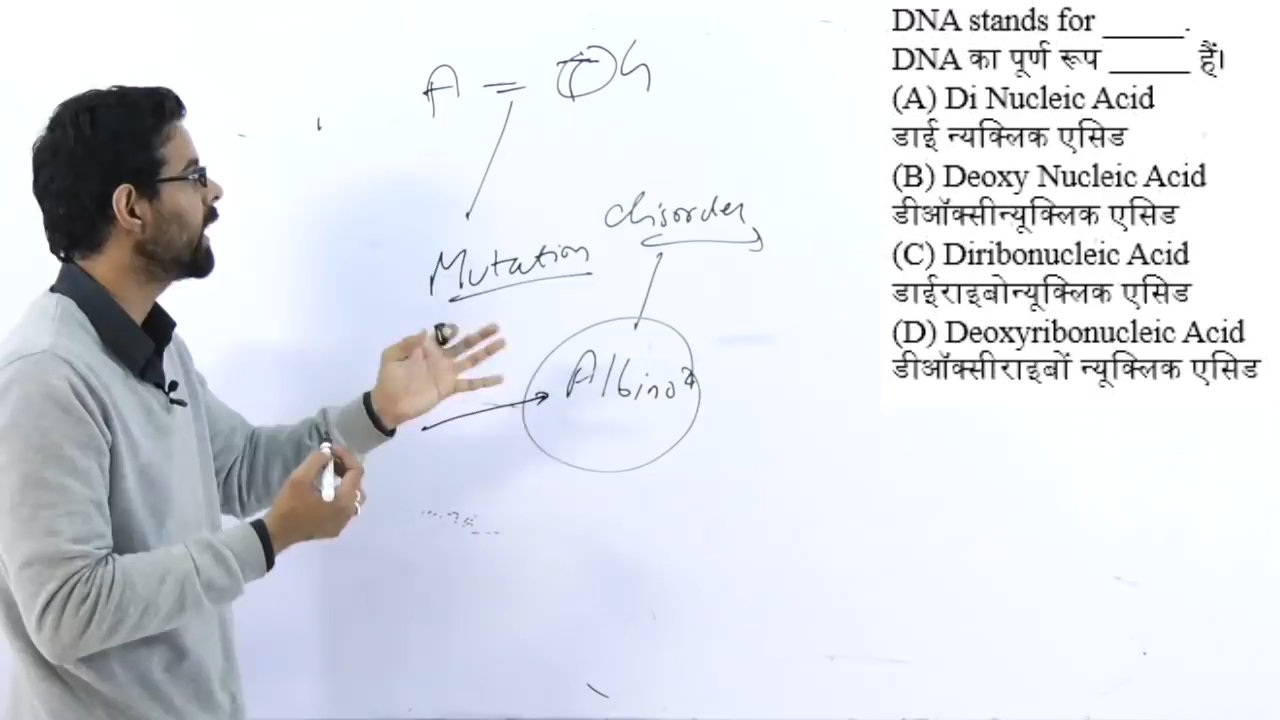 A =
disorder
Mutation
Albino
DNA stands for ______.
DNA का पूर्ण रूप ______ हैं।
(A) Di Nucleic Acid
डाई न्यक्लिक एसिड
(B) Deoxy Nucleic Acid
डीऑक्सीन्यूक्लिक एसिड
(C) Diribonucleic Acid
डाईराइबोन्यूक्लिक एसिड
(D) Deoxyribonucleic Acid
डीऑक्सीराइबों न्यूक्लिक एसिड